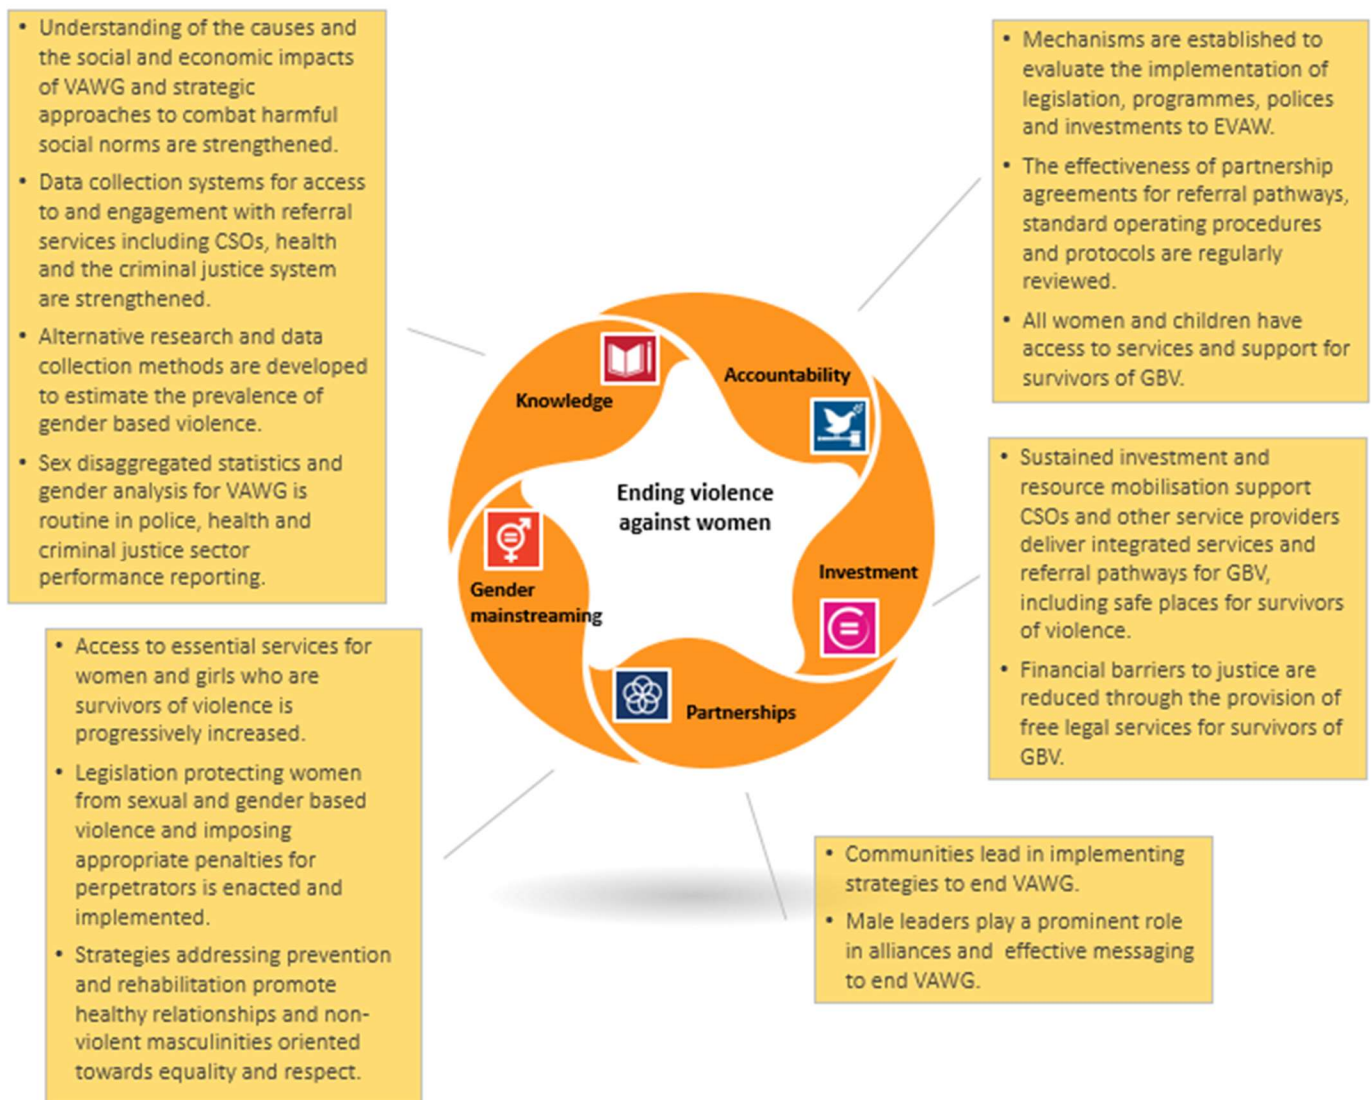 • Understanding of the causes and
the social and economic impacts
of VAWG and strategic
approaches to combat harmful
social norms are strengthened.
• Data collection systems for access
to and engagement with referral
services including CSOs, health
and the criminal justice system
are strengthened.
• Alternative research and data
collection methods are developed
to estimate the prevalence of
gender based violence.
• Sex disaggregated statistics and
gender analysis for VAWG is
routine in police, health and
criminal justice sector
performance reporting.
• Mechanisms are established to
evaluate the implementation of
legislation, programmes, polices
and investments to EVAW.
• The effectiveness of partnership
agreements for referral pathways,
standard operating procedures
and protocols are regularly
reviewed.
• All women and children have
access to services and support for
survivors of GBV.
Knowledge
Accountability
Ending violence
against women
Gender
mainstreaming
Investment
Partnerships
• Sustained investment and
resource mobilisation support
CSOs and other service providers
deliver integrated services and
referral pathways for GBV,
including safe places for survivors
of violence.
• Financial barriers to justice are
reduced through the provision of
free legal services for survivors of
GBV.
• Access to essential services for
women and girls who are
survivors of violence is
progressively increased.
• Legislation protecting women
from sexual and gender based
violence and imposing
appropriate penalties for
perpetrators is enacted and
implemented.
• Strategies addressing prevention
and rehabilitation promote
healthy relationships and non-
violent masculinities oriented
towards equality and respect.
• Communities lead in implementing
strategies to end VAWG.
• Male leaders play a prominent role
in alliances and effective messaging
to end VAWG.